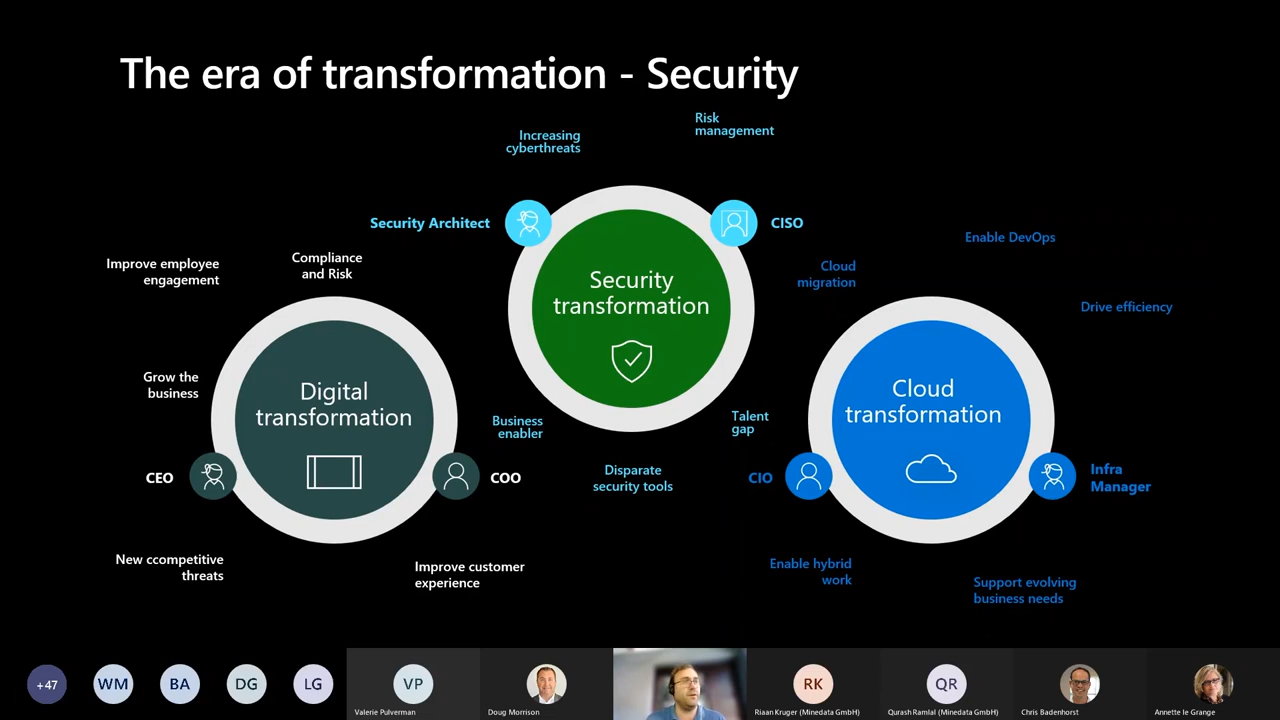 The era of transformation - Security
Increasing
cyberthreats
Risk
management
Security Architect
CISO
Security
transformation
Improve employee
engagement
Compliance
and Risk
Enable DevOps
Cloud
migration
Drive efficiency
Grow the
business
Digital
transformation
Business
enabler
Talent
gap
Disparate
security tools
Cloud
transformation
CEO
COO
CIO
Infra
Manager
New ccompetitive
threats
Improve customer
experience
Enable hybrid
work
Support evolving
business needs
+47
WM
BA
DG
LG
VP
Valerie Pulverman
Doug Morrison
RK
Riaan Kruger (Minedata GmbH)
QR
Qurash Ramlal (Minedata GmbH)
Chris Badenhorst
Annette le Grange